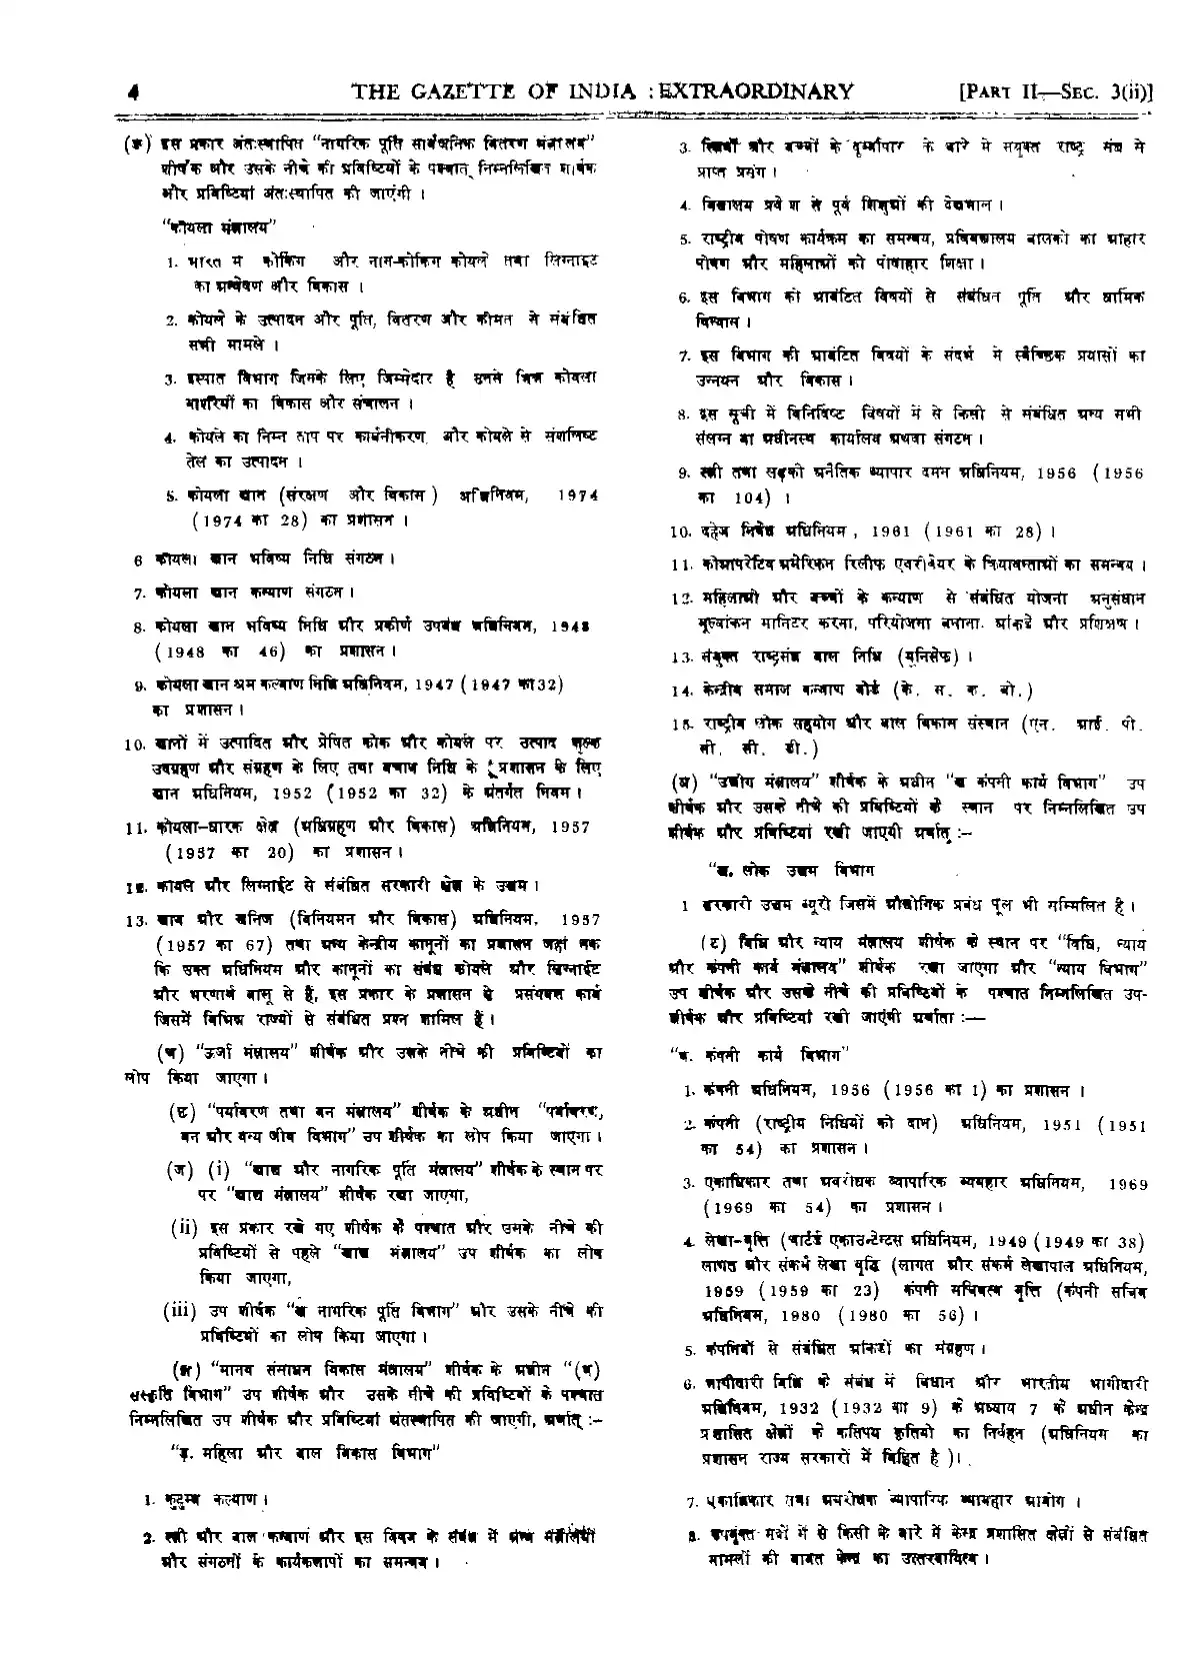 4 THE GAZETTE OF INDIA : EXTRAORDINARY [PART II—SEC. 3(ii)]
(ङ) इस प्रकार अंतःस्थापित "नागरिक पूर्ति सार्वजनिक वितरण मंत्रालय"
शीर्षक और उसके नीचे की प्रविष्टियों के पश्चात् निम्नलिखित शीर्षक
और प्रविष्टियां अंतःस्थापित की जाएंगी ।
"कोयला मंत्रालय"
1. भारत में कोकिंग और नान-कोकिंग कोयले तथा लिग्नाइट
का अन्वेषण और विकास ।
2. कोयले के उत्पादन और पूर्ति, वितरण और कीमत से संबंधित
सभी मामले ।
3. इस्पात विभाग जिनके लिए जिम्मेदार है उनसे भिन्न कोयला
वाशरियों का विकास और संचालन ।
4. कोयले का निम्न ताप पर कार्बनीकरण और कोयले से संश्लिष्ट
तेल का उत्पादन ।
5. कोयला खान (संरक्षण और विकास) अधिनियम, 1974
(1974 का 28) का प्रशासन ।
6 कोयला खान भविष्य निधि संगठन ।
7. कोयला खान कल्याण संगठन ।
8. कोयला खान भविष्य निधि और प्रकीर्ण उपबंध अधिनियम, 1948
(1948 का 46) का प्रशासन ।
9. कोयला खान श्रम कल्याण निधि अधिनियम, 1947 (1947 का 32)
का प्रशासन ।
10. खानों में उत्पादित और प्रेषित कोक और कोयले पर उत्पाद शुल्क
उदग्रहण और संग्रहण के लिए तथा बचाव निधि के प्रशासन के लिए
खान अधिनियम, 1952 (1952 का 32) के अंतर्गत नियम ।
11. कोयला-धारक क्षेत्र (अधिग्रहण और विकास) अधिनियम, 1957
(1957 का 20) का प्रशासन ।
12. कोयले और लिग्नाईट से संबंधित सरकारी क्षेत्र के उद्यम ।
13. खान और खनिज (विनियमन और विकास) अधिनियम, 1957
(1957 का 67) तथा अन्य केन्द्रीय कानूनों का प्रशासन जहां तक
कि उक्त अधिनियम और कानूनों का संबंध कोयले और लिग्नाईट
और भरणार्थ बालू से हैं, इस प्रकार के प्रशासन से प्रसंगवश कार्य
जिसमें विभिन्न राज्यों से संबंधित प्रश्न शामिल हैं ।
(च) "ऊर्जा मंत्रालय" शीर्षक और उसके नीचे की प्रविष्टियों का
लोप किया जाएगा ।
(छ) "पर्यावरण तथा वन मंत्रालय" शीर्षक के अधीन "पर्यावरण,
वन और वन्य जीव विभाग" उप शीर्षक का लोप किया जाएगा ।
(ज) (i) "खाद्य और नागरिक पूर्ति मंत्रालय" शीर्षक के स्थान पर
पर "खाद्य मंत्रालय" शीर्षक रखा जाएगा,
(ii) इस प्रकार रखे गए शीर्षक के पश्चात और उसके नीचे की
प्रविष्टियों से पहले "खाद्य मंत्रालय" उप शीर्षक का लोप
किया जाएगा,
(iii) उप शीर्षक "ख नागरिक पूर्ति विभाग" और उसके नीचे की
प्रविष्टियों का लोप किया जाएगा ।
(झ) "मानव संसाधन विकास मंत्रालय" शीर्षक के अधीन "(घ)
संस्कृति विभाग" उप शीर्षक और उसके नीचे की प्रविष्टियों के पश्चात
निम्नलिखित उप शीर्षक और प्रविष्टियां अंतस्थापित की जाएगी, अर्थात् :–
"ङ. महिला और बाल विकास विभाग"
1. कुटुम्ब कल्याण ।
2. स्त्री और बाल कल्याण और इस विषय के संबंध में अन्य मंत्रालयों
और संगठनों के कार्यकलापों का समन्वय ।
3. स्त्रियों और बच्चों के दुर्व्यापार के बारे में सयुक्त राष्ट्र संघ से
प्राप्त प्रसंग ।
4. विद्यालय प्रवेश से पूर्व शिशुओं की देखभाल ।
5. राष्ट्रीय पोषण कार्यक्रम का समन्वय, प्रविद्यालय बालकों का आहार
पोषण और महिलाओं को पोषाहार शिक्षा ।
6. इस विभाग को आबंटित विषयों से संबंधित पूर्ति और धार्मिक
विन्यास ।
7. इस विभाग की आबंटित विषयों के संदर्भ में स्वैच्छिक प्रयासों का
उन्नयन और विकास ।
8. इस सूची में विनिर्विष्ट विषयों में से किसी से संबंधित अन्य सभी
संलग्न वा अधीनस्थ कार्यालय अथवा संगठन ।
9. स्त्री तथा लड़की अनैतिक व्यापार दमन अधिनियम, 1956 (1956
का 104) ।
10. दहेज निषेध अधिनियम, 1961 (1961 का 28) ।
11. कोआपरेटिव अमेरिकन रिलीफ एवरीवेयर के क्रियाकलापों का समन्वय ।
12. महिलाओं और बच्चों के कल्याण से संबंधित योजना अनुसंधान
मूल्यांकन मानिटर करना, परियोजना बनाना. आंकडे और प्रशिक्षण ।
13. संयुक्त राष्ट्रसंघ बाल निधि (यूनिसेफ) ।
14. केन्द्रीय समाज कल्याण बोर्ड (के. स. क. बो.)
15. राष्ट्रीय लोक सहयोग और बाल विकास संस्थान (एन. आई. पी.
सी. सी. डी.)
(ञ) "उद्योग मंत्रालय" शीर्षक के अधीन "ख कंपनी कार्य विभाग" उप
शीर्षक और उसके नीचे की प्रविष्टियों के स्थान पर निम्नलिखित उप
शीर्षक और प्रविष्टियां रखी जाएगी अर्थात् :–
"ख. लोक उद्यम विभाग
1 सरकारी उद्यम ब्यूरो जिसमें औद्योगिक प्रबंध पूल भी सम्मिलित है ।
(ट) विधि और न्याय मंत्रालय शीर्षक के स्थान पर "विधि, न्याय
और कंपनी कार्य मंत्रालय" शीर्षक रखा जाएगा और "न्याय विभाग"
उप शीर्षक और उसके नीचे की प्रविष्टियों के पश्चात निम्नलिखित उप-
शीर्षक और प्रविष्टियां रखी जाएंगी अर्थात :—
"घ. कंपनी कार्य विभाग"
1. कंपनी अधिनियम, 1956 (1956 का 1) का प्रशासन ।
2. कंपनी (राष्ट्रीय निधियों को दान) अधिनियम, 1951 (1951
का 54) का प्रशासन ।
3. एकाधिकार तथा अवरोधक व्यापारिक व्यवहार अधिनियम, 1969
(1969 का 54) का प्रशासन ।
4. लेखा-वृत्ति (चार्टर्ड एकाउन्टेन्टस अधिनियम, 1949 (1949 का 38)
लागत और संकर्म लेखा वृद्धि (लागत और संकर्म लेखापाल अधिनियम,
1959 (1959 का 23) कंपनी सचिवत्व वृत्ति (कंपनी सचिव
अधिनियम, 1980 (1980 का 56) ।
5. कंपनियों से संबंधित आंकड़ों का संग्रहण ।
6. भागीदारी विधि के संबंध में विधान और भारतीय भागीदारी
अधिनियम, 1932 (1932 का 9) के अध्याय 7 के अधीन केन्द्र
प्रशासित क्षेत्रों के कतिपय कृतियों का निर्वहन (अधिनियम का
प्रशासन राज्य सरकारों में विहित है )।
7. एकाधिकार तथा अवरोधक व्यापारिक व्यवहार आयोग ।
8. उपर्युक्त मदों में से किसी के बारे में केन्द्र प्रशासित क्षेत्रों से संबंधित
मामलों की बाबत केन्द्र का उत्तरदायित्व ।